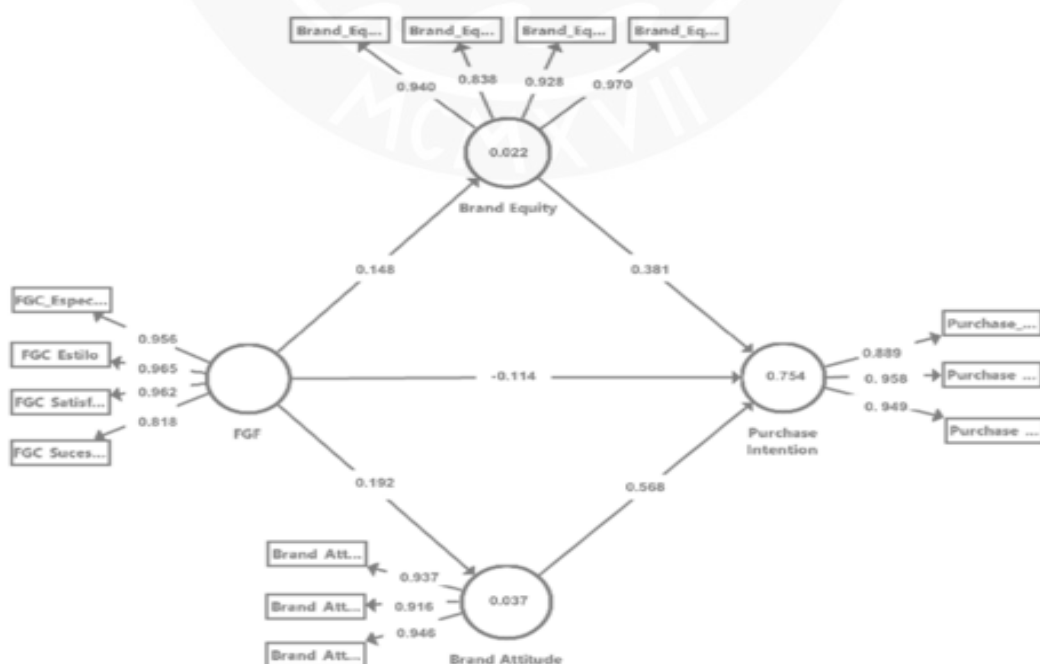 Brand_Eq... Brand_Eq... Brand_Eq... Brand_Eq...
0.940 0.838 0.928 0.970
MCMXVII
0.022
Brand Equity
0.148 0.381
FGC_Espec...
FGC Estilo
FGC Satisf...
FGC Suces...
0.956
0.965
0.962
0.818
FGF
-0.114
0.754
Purchase
Intention
0.889
0.958
0.949
Purchase_...
Purchase ...
Purchase ...
0.192 0.568
Brand Att...
Brand Att...
Brand Att...
0.937
0.916
0.946
0.037
Brand Attitude